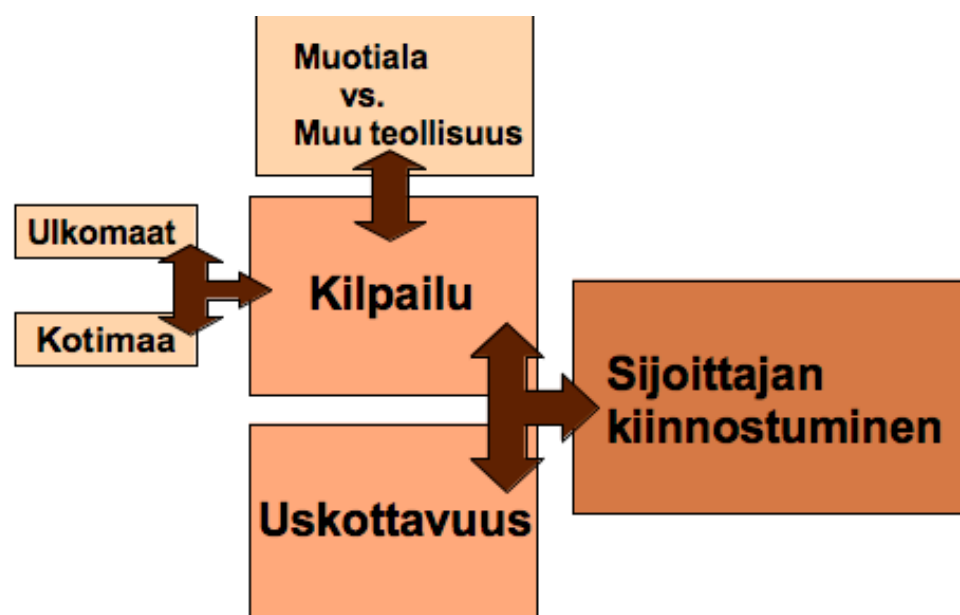 Muotiala
vs.
Muu teollisuus
Ulkomaat
Kotimaa
Kilpailu
Sijoittajan
kiinnostuminen
Uskottavuus